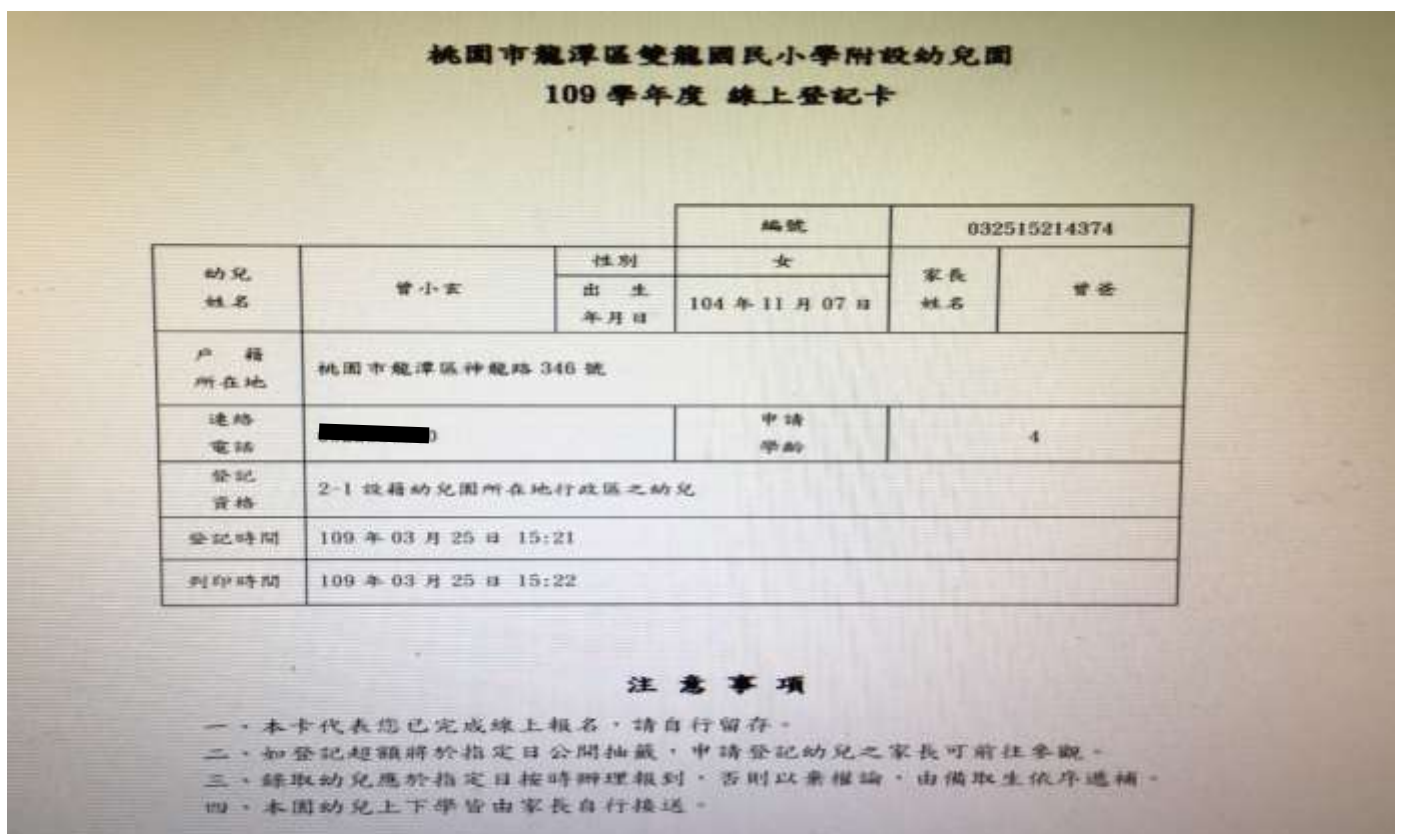 桃園市龍潭區雙龍國民小學附設幼兒園
109 學年度 線上登記卡
編號 032515214374
幼兒姓名 曾小玄 性別 女 家長姓名 曾爸
出生年月日 104 年 11 月 07 日
戶籍所在地 桃園市龍潭區神龍路 346 號
連絡電話 0 申請學齡 4
登記資格 2-1 設籍幼兒園所在地行政區之幼兒
登記時間 109 年 03 月 25 日 15:21
列印時間 109 年 03 月 25 日 15:22
注意事項
一、本卡代表您已完成線上報名，請自行留存。
二、如登記超額將於指定日公開抽籤，申請登記幼兒之家長可前往參觀。
三、錄取幼兒應於指定日按時辦理報到，否則以棄權論，由備取生依序遞補。
四、本園幼兒上下學皆由家長自行接送。